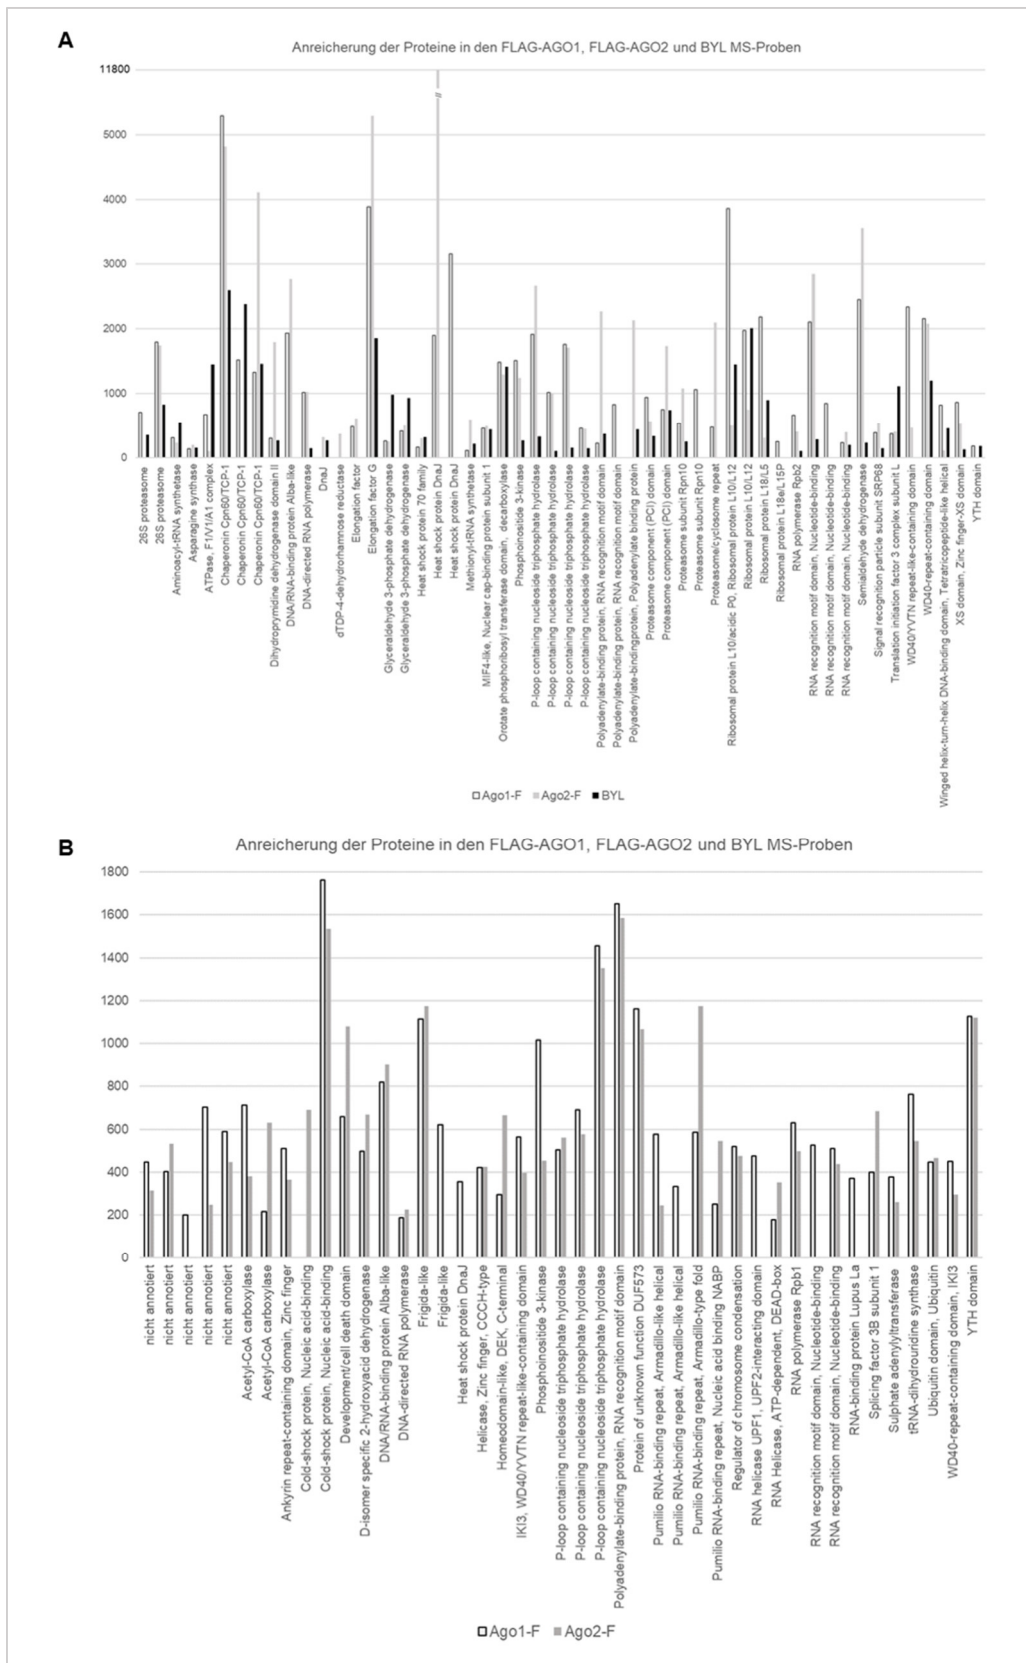 A
Anreicherung der Proteine in den FLAG-AGO1, FLAG-AGO2 und BYL MS-Proben
11800
5000
4000
3000
2000
1000
0
26S proteasome
26S proteasome
Aminoacyl-tRNA synthetase
Asparagine synthase
ATPase, F1/V1/A1 complex
Chaperonin Cpn60/TCP-1
Chaperonin Cpn60/TCP-1
Chaperonin Cpn60/TCP-1
Dihydroprymidine dehydrogenase domain II
DNA/RNA-binding protein Alba-like
DNA-directed RNA polymerase
DnaJ
dTDP-4-dehydrorhamnose reductase
Elongation factor
Elongation factor G
Glyceraldehyde 3-phosphate dehydrogenase
Glyceraldehyde 3-phosphate dehydrogenase
Heat shock protein 70 family
Heat shock protein DnaJ
Heat shock protein DnaJ
Methionyl-tRNA synthetase
MIF4-like, Nuclear cap-binding protein subunit 1
Orotate phosphoribosyl transferase domain, decarboxylase
Phosphoinositide 3-kinase
P-loop containing nucleoside triphosphate hydrolase
P-loop containing nucleoside triphosphate hydrolase
P-loop containing nucleoside triphosphate hydrolase
P-loop containing nucleoside triphosphate hydrolase
Polyadenylate-binding protein, RNA recognition motif domain
Polyadenylate-binding protein, RNA recognition motif domain
Polyadenylate-bindingprotein, Polyadenylate binding protein
Proteasome component (PCI) domain
Proteasome component (PCI) domain
Proteasome subunit Rpn10
Proteasome subunit Rpn10
Proteasome/cyclosome repeat
Ribosomal protein L10/acidic P0, Ribosomal protein L10/L12
Ribosomal protein L10/L12
Ribosomal protein L18/L5
Ribosomal protein L18e/L15P
RNA polymerase Rpb2
RNA recognition motif domain, Nucleotide-binding
RNA recognition motif domain, Nucleotide-binding
RNA recognition motif domain, Nucleotide-binding
Semialdehyde dehydrogenase
Signal recognition particle subunit SRP68
Translation initiation factor 3 complex subunit L
WD40/YVTN repeat-like-containing domain
WD40-repeat-containing domain
Winged helix-turn-helix DNA-binding domain, Tetratricopeptide-like helical
XS domain, Zinc finger-XS domain
YTH domain
Ago1-F Ago2-F BYL
B
Anreicherung der Proteine in den FLAG-AGO1, FLAG-AGO2 und BYL MS-Proben
1800
1600
1400
1200
1000
800
600
400
200
0
nicht annotiert
nicht annotiert
nicht annotiert
nicht annotiert
nicht annotiert
Acetyl-CoA carboxylase
Acetyl-CoA carboxylase
Ankyrin repeat-containing domain, Zinc finger
Cold-shock protein, Nucleic acid-binding
Cold-shock protein, Nucleic acid-binding
Development/cell death domain
D-isomer specific 2-hydroxyacid dehydrogenase
DNA/RNA-binding protein Alba-like
DNA-directed RNA polymerase
Frigida-like
Frigida-like
Heat shock protein DnaJ
Helicase, Zinc finger, CCCH-type
Homeodomain-like, DEK, C-terminal
IKI3, WD40/YVTN repeat-like-containing domain
Phosphoinositide 3-kinase
P-loop containing nucleoside triphosphate hydrolase
P-loop containing nucleoside triphosphate hydrolase
P-loop containing nucleoside triphosphate hydrolase
Polyadenylate-binding protein, RNA recognition motif domain
Protein of unknown function DUF573
Pumilio RNA-binding repeat, Armadillo-like helical
Pumilio RNA-binding repeat, Armadillo-like helical
Pumilio RNA-binding repeat, Armadillo-type fold
Pumilio RNA-binding repeat, Nucleic acid binding NABP
Regulator of chromosome condensation
RNA helicase UPF1, UPF2-interacting domain
RNA Helicase, ATP-dependent, DEAD-box
RNA polymerase Rpb1
RNA recognition motif domain, Nucleotide-binding
RNA recognition motif domain, Nucleotide-binding
RNA-binding protein Lupus La
Splicing factor 3B subunit 1
Sulphate adenylyltransferase
tRNA-dihydrouridine synthase
Ubiquitin domain, Ubiquitin
WD40-repeat-containing domain, IKI3
YTH domain
Ago1-F Ago2-F